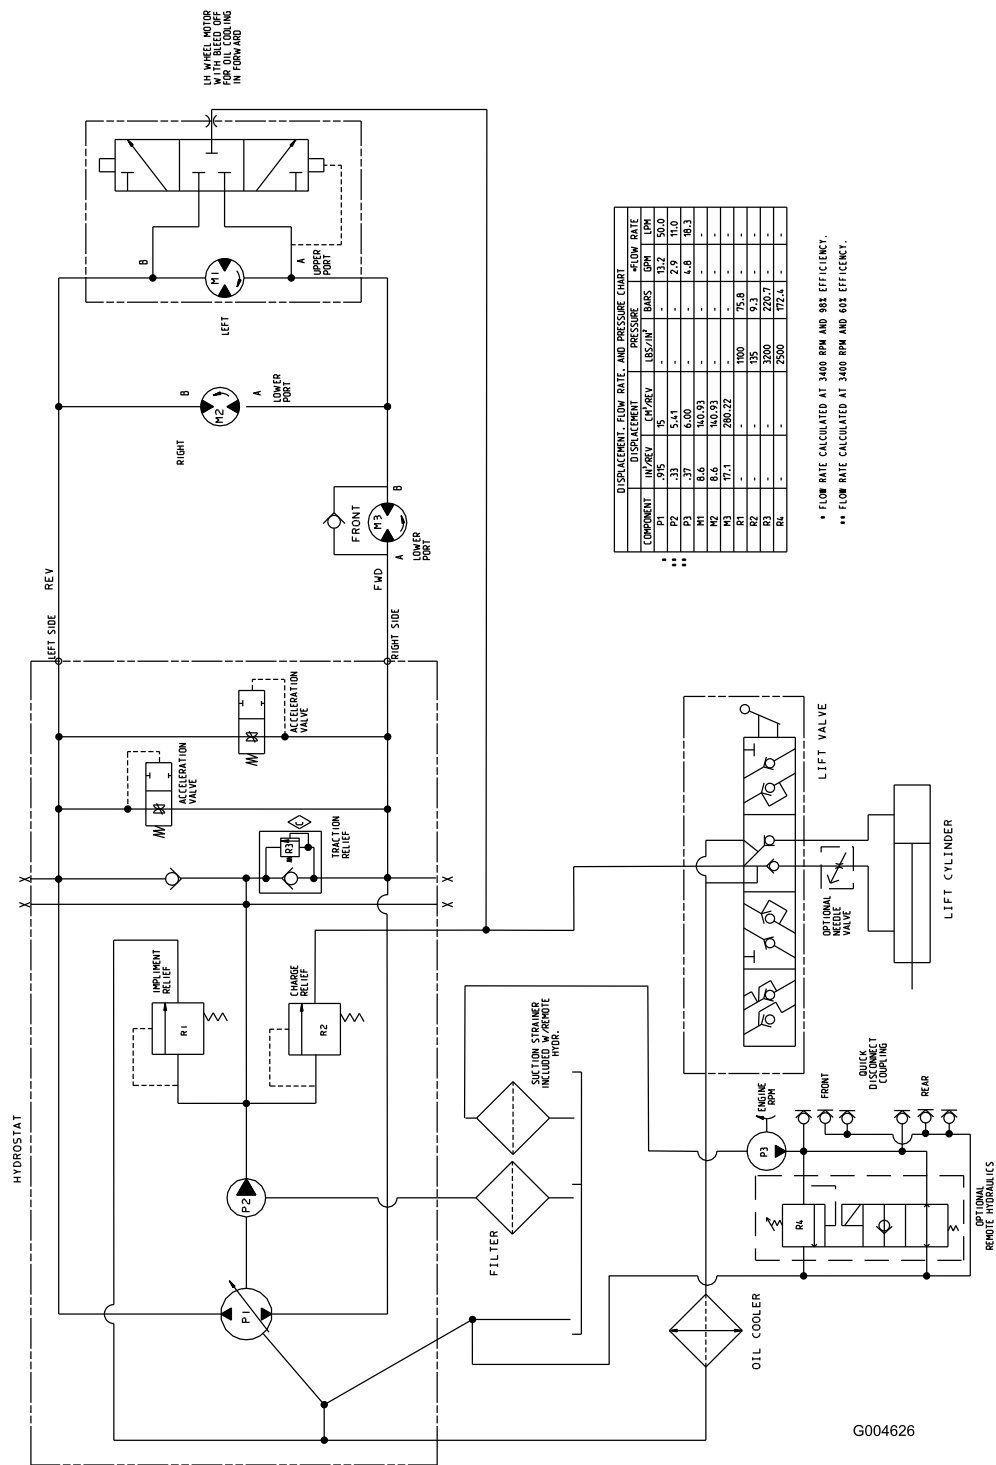 LH WHEEL MOTOR
WITH BLEED OFF
FOR OIL COOLING
IN FORWARD
B
A
UPPER
PORT
M1
LEFT
B
A
LOWER
PORT
M2
RIGHT
FRONT
M3
B
A
LOWER
PORT
REV
FWD
LEFT SIDE
RIGHT SIDE
ACCELERATION
VALVE
ACCELERATION
VALVE
R3
C
TRACTION
RELIEF
X
X
X
X
IMPLIMENT
RELIEF
R1
CHARGE
RELIEF
R2
HYDROSTAT
P2
P1
SUCTION STRAINER
INCLUDED W/REMOTE
HYDR.
FILTER
OIL COOLER
LIFT VALVE
OPTIONAL
NEEDLE
VALVE
LIFT CYLINDER
QUICK
DISCONNECT
COUPLING
FRONT
REAR
ENGINE
RPM
P3
R4
OPTIONAL
REMOTE HYDRAULICS
DISPLACEMENT, FLOW RATE, AND PRESSURE CHART
DISPLACEMENT PRESSURE *FLOW RATE
COMPONENT IN³/REV CM³/REV LBS/IN² BARS GPM LPM
* P1 .915 15 - - 13.2 50.0
** P2 .33 5.41 - - 2.9 11.0
** P3 .37 6.00 - - 4.8 18.3
M1 8.6 140.93 - - - -
M2 8.6 140.93 - - - -
M3 17.1 280.22 - - - -
R1 - - 1100 75.8 - -
R2 - - 135 9.3 - -
R3 - - 3200 220.7 - -
R4 - - 2500 172.4 - -
* FLOW RATE CALCULATED AT 3400 RPM AND 98% EFFICIENCY.
** FLOW RATE CALCULATED AT 3400 RPM AND 60% EFFICENCY.
G004626